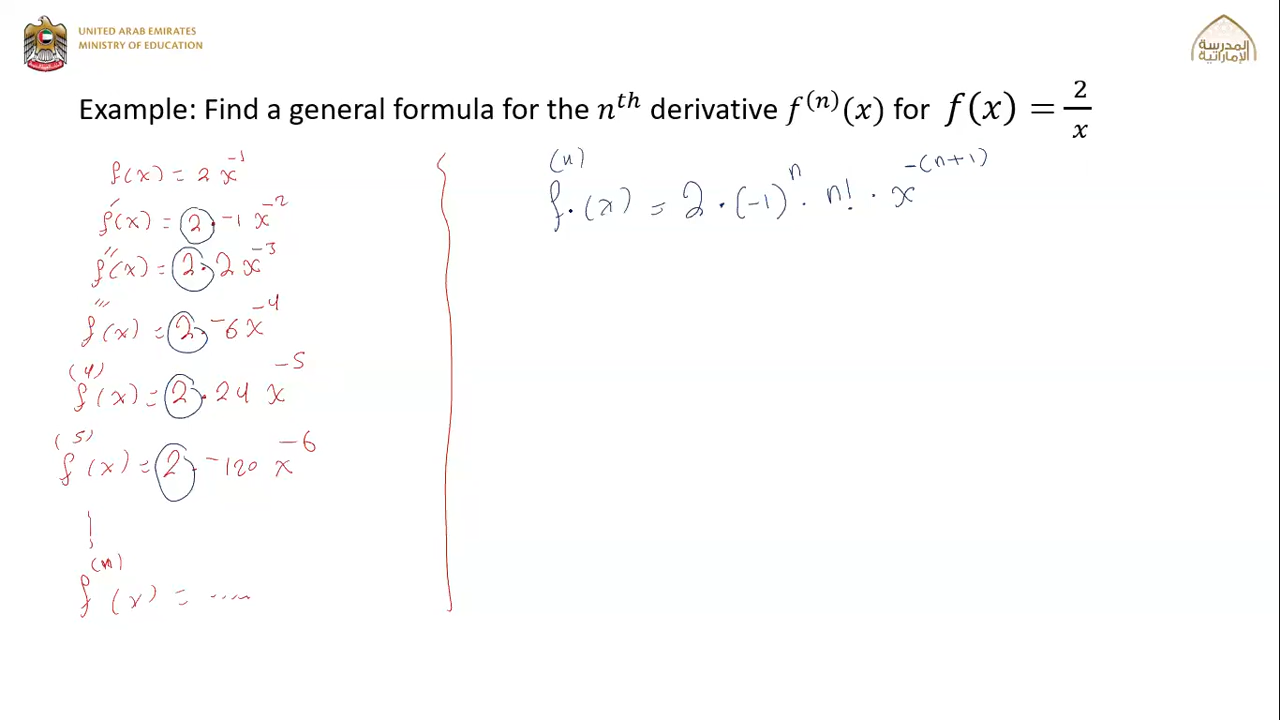 UNITED ARAB EMIRATES
MINISTRY OF EDUCATION
المدرسة
الإماراتية
Example: Find a general formula for the nᵗʰ derivative f⁽ⁿ⁾(x) for f(x) = 2/x
f(x) = 2 x⁻¹
f′(x) = 2 · -1 x⁻²
f″(x) = 2 · 2 x⁻³
f‴(x) = 2 · -6 x⁻⁴
f⁽⁴⁾(x) = 2 · 24 x⁻⁵
f⁽⁵⁾(x) = 2 · -120 x⁻⁶
f⁽ⁿ⁾(x) = .....
f⁽ⁿ⁾(x) = 2 · (-1)ⁿ · n! · x⁻⁽ⁿ⁺¹⁾